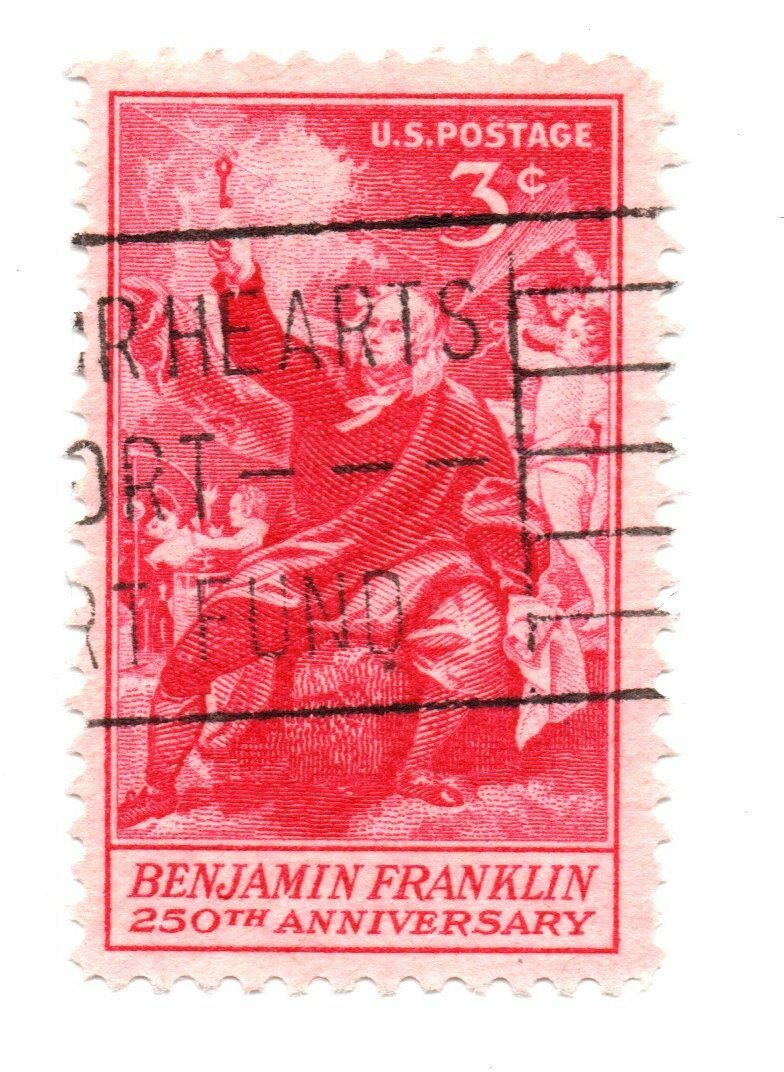 U.S. POSTAGE
3¢
HEARTS
ORT----
RT FUND
BENJAMIN FRANKLIN
250TH ANNIVERSARY